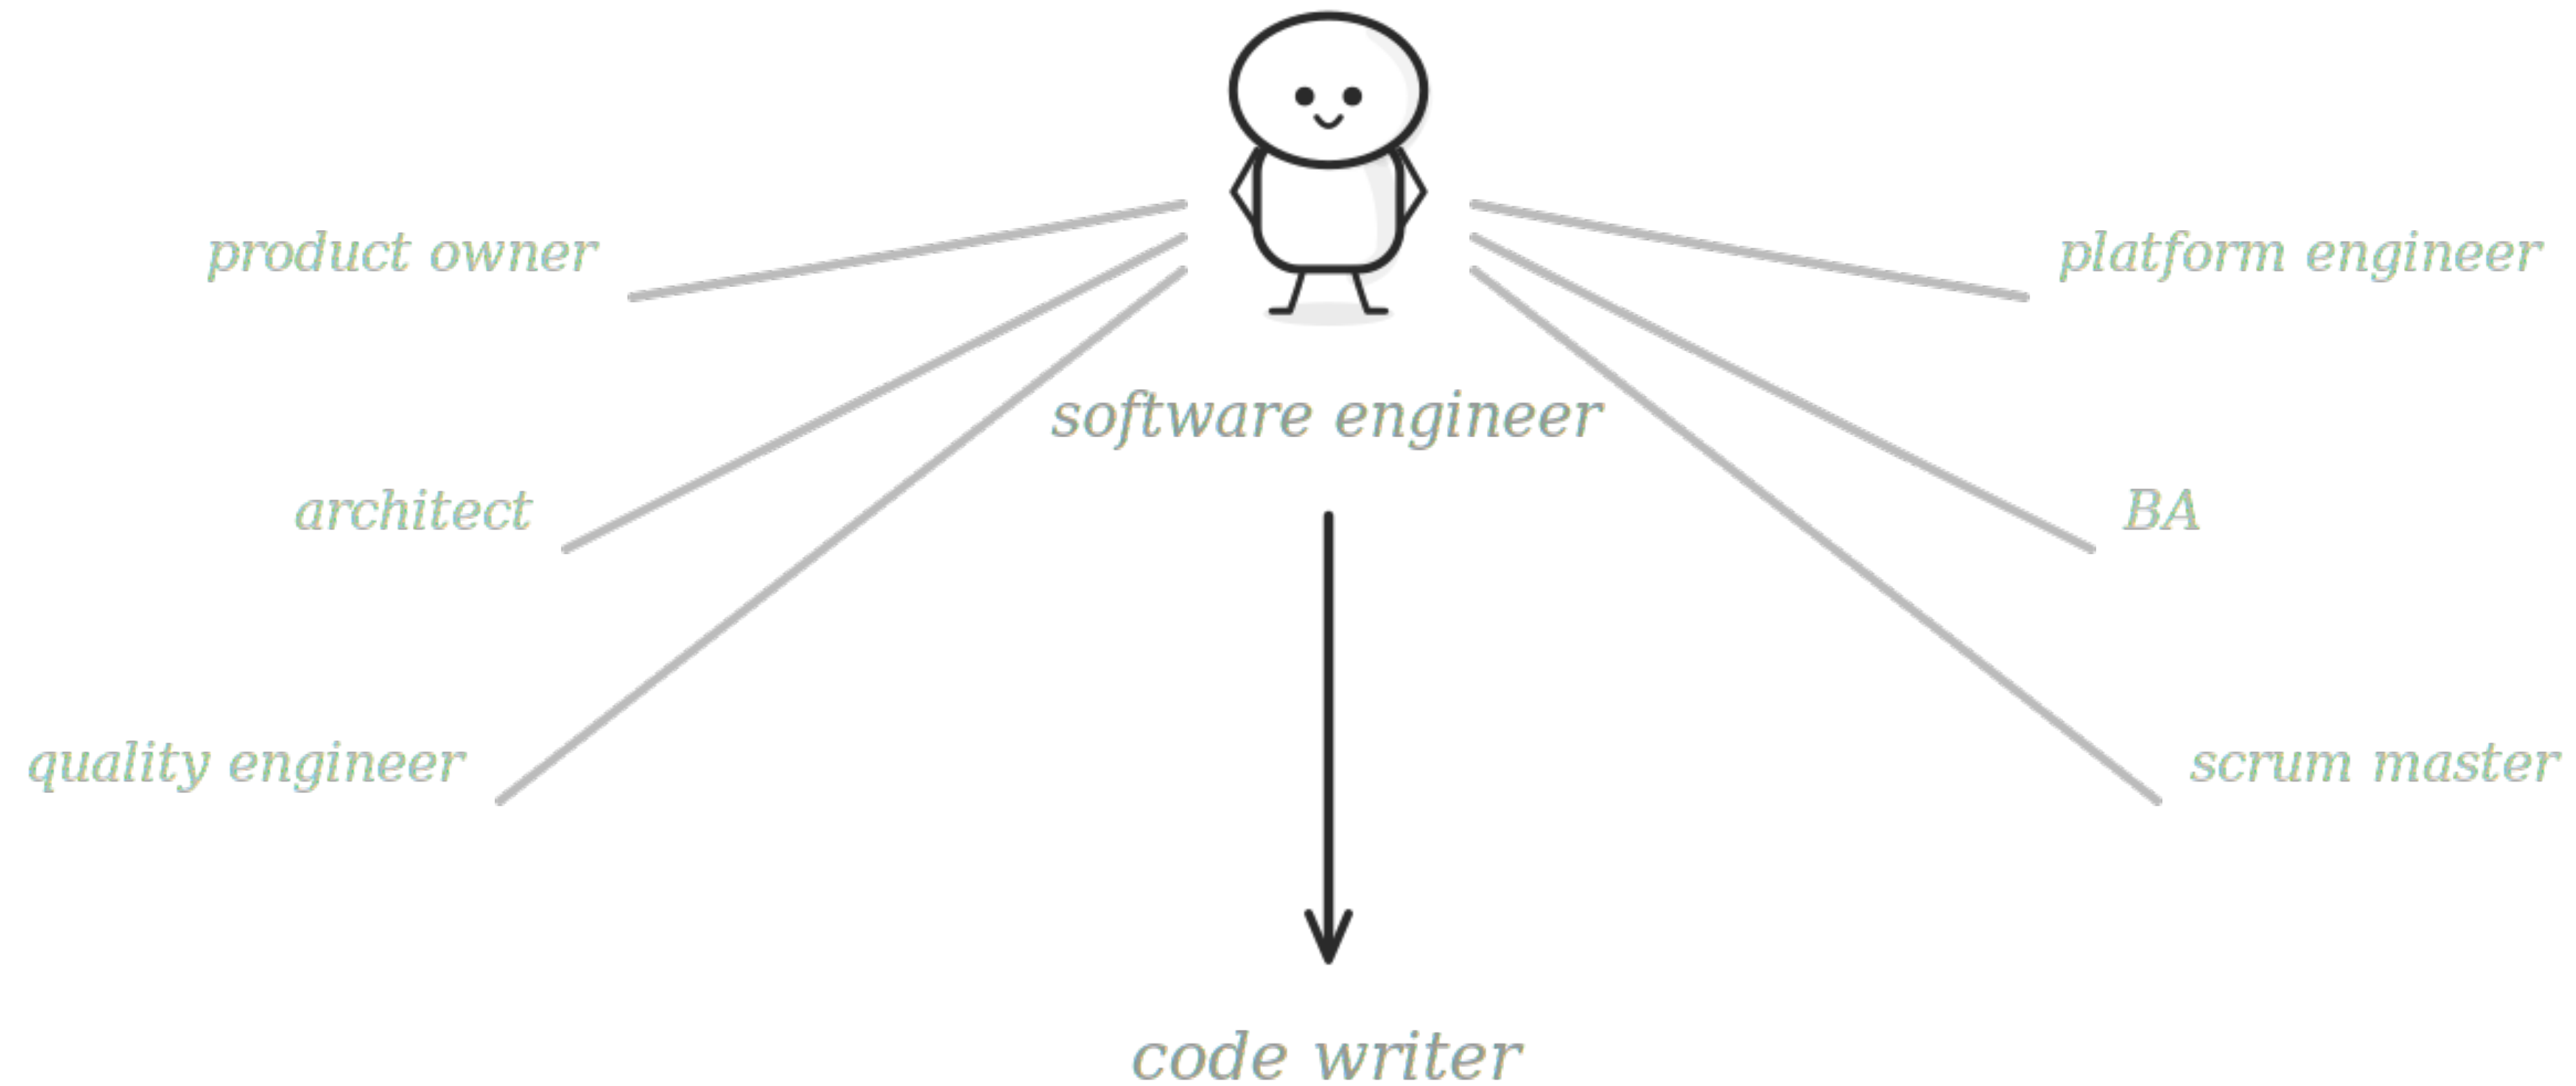 product owner
platform engineer
software engineer
architect
BA
quality engineer
scrum master
code writer